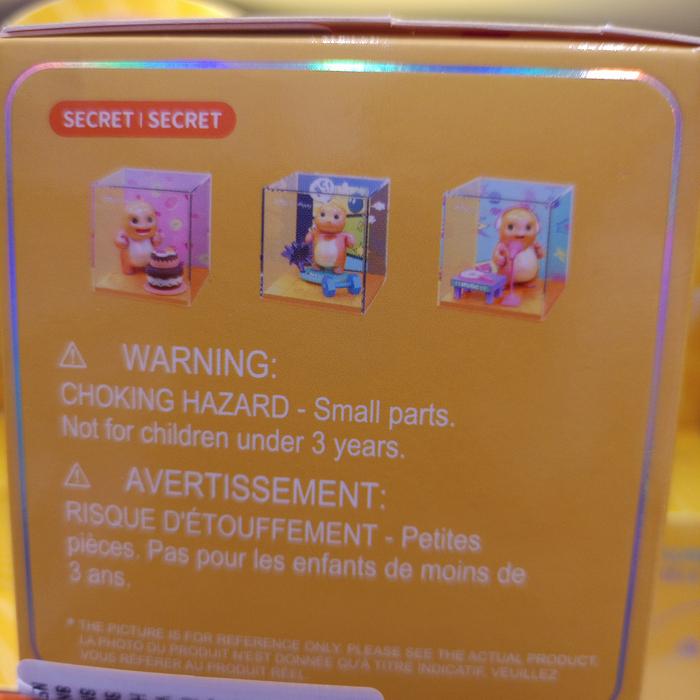 SECRET | SECRET
⚠ WARNING:
CHOKING HAZARD - Small parts.
Not for children under 3 years.
⚠ AVERTISSEMENT:
RISQUE D'ÉTOUFFEMENT - Petites
pièces. Pas pour les enfants de moins de
3 ans.
* THE PICTURE IS FOR REFERENCE ONLY. PLEASE SEE THE ACTUAL PRODUCT.
LA PHOTO DU PRODUIT N'EST DONNÉE QU'À TITRE INDICATIF. VEUILLEZ
VOUS RÉFÉRER AU PRODUIT RÉEL.